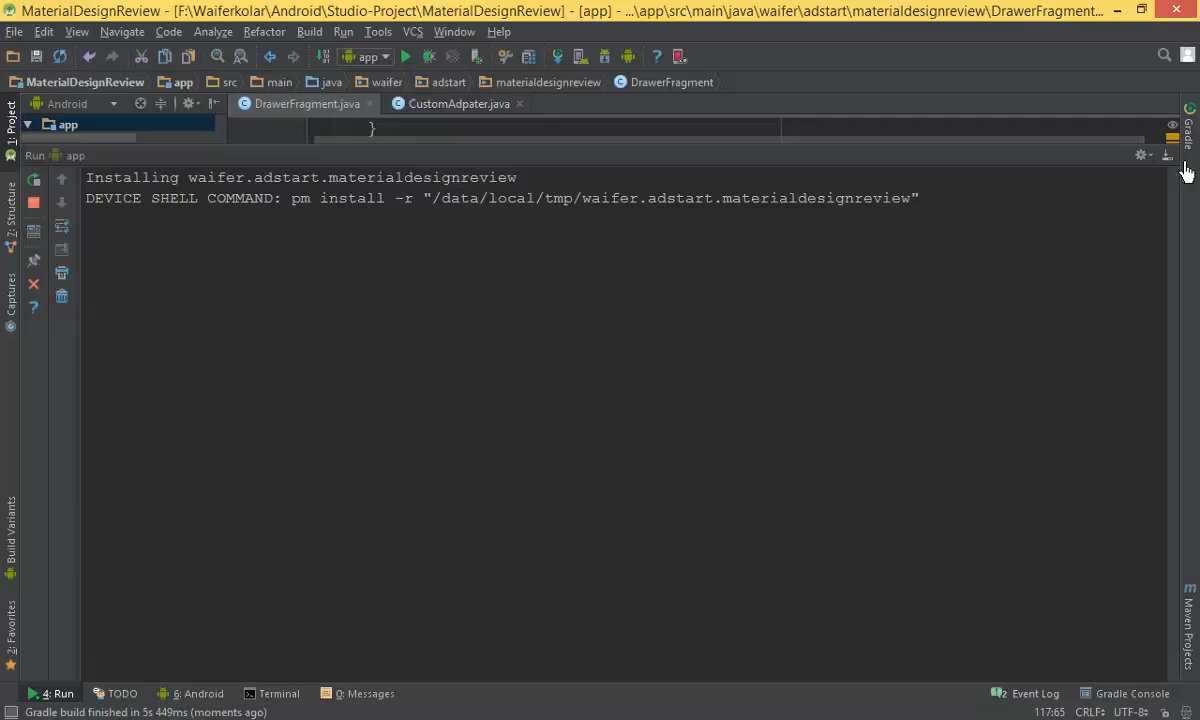 MaterialDesignReview - [F:\Waiferkolar\Android\Studio-Project\MaterialDesignReview] - [app] - ...\app\src\main\java\waifer\adstart\materialdesignreview\DrawerFragment....
File Edit View Navigate Code Analyze Refactor Build Run Tools VCS Window Help
app
MaterialDesignReview app src main java waifer adstart materialdesignreview DrawerFragment
Android DrawerFragment.java CustomAdpater.java
1: Project
app
}
Gradle
Run app
Installing waifer.adstart.materialdesignreview
DEVICE SHELL COMMAND: pm install -r "/data/local/tmp/waifer.adstart.materialdesignreview"
7: Structure
Captures
Build Variants
2: Favorites
Maven Projects
4: Run TODO 6: Android Terminal 0: Messages 2 Event Log Gradle Console
Gradle build finished in 5s 449ms (moments ago) 117:65 CRLF÷ UTF-8÷